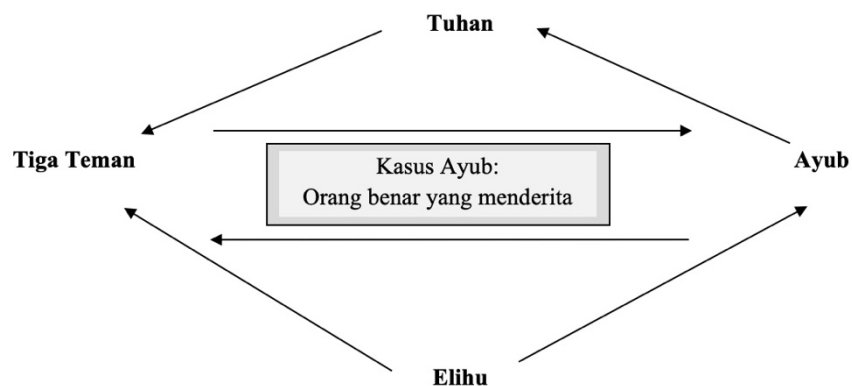 Tuhan
Tiga Teman
Kasus Ayub:
Orang benar yang menderita
Ayub
Elihu